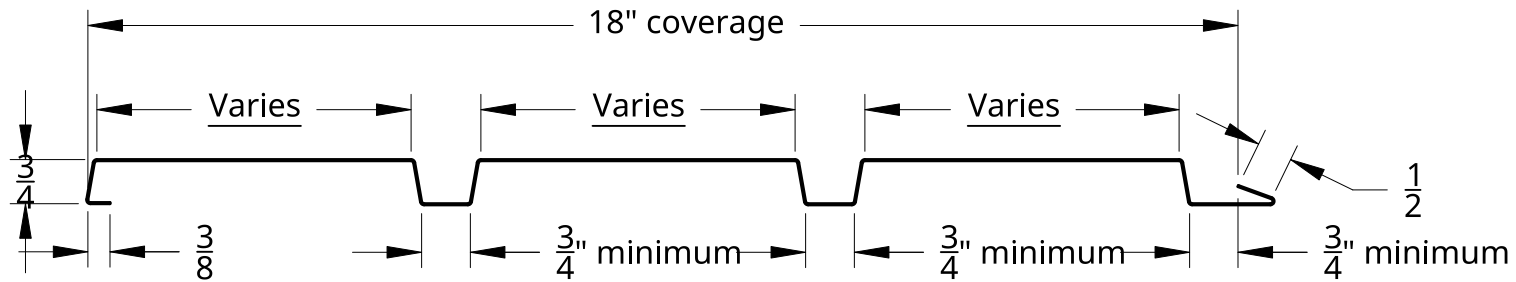 18" coverage
Varies Varies Varies
3/4
1/2
3/8 3/4" minimum 3/4" minimum 3/4" minimum